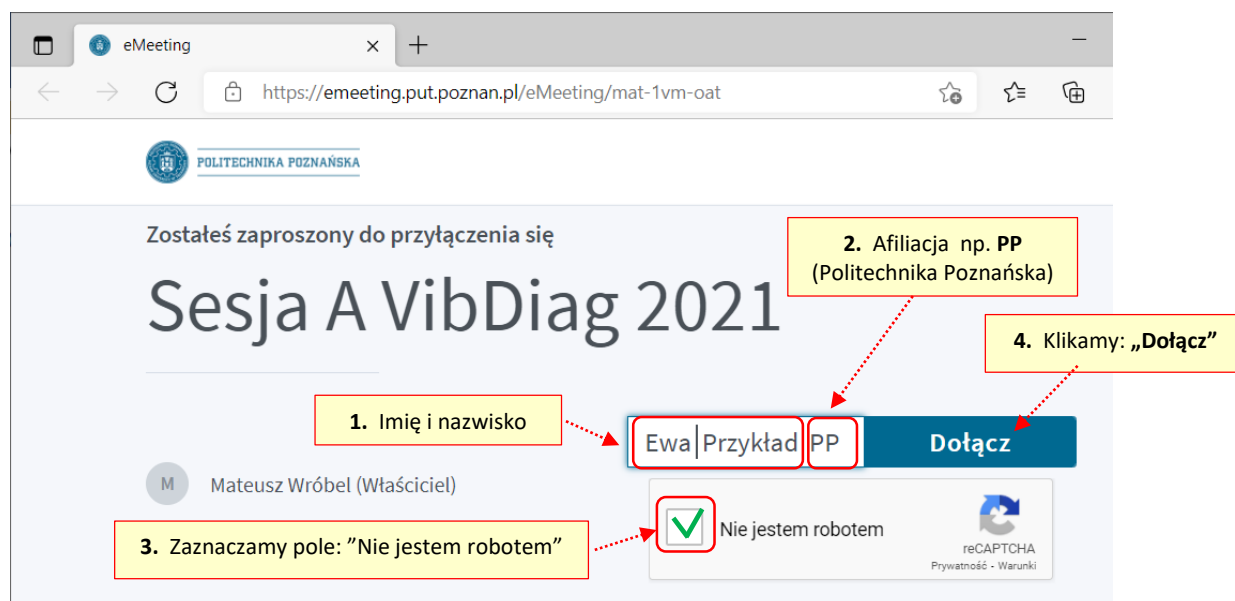 eMeeting
https://emeeting.put.poznan.pl/eMeeting/mat-1vm-oat
POLITECHNIKA POZNAŃSKA
Zostałeś zaproszony do przyłączenia się
Sesja A VibDiag 2021
2. Afiliacja np. PP
(Politechnika Poznańska)
4. Klikamy: „Dołącz”
1. Imię i nazwisko
Ewa Przykład PP
Dołącz
M
Mateusz Wróbel (Właściciel)
3. Zaznaczamy pole: ”Nie jestem robotem”
Nie jestem robotem
reCAPTCHA
Prywatność - Warunki